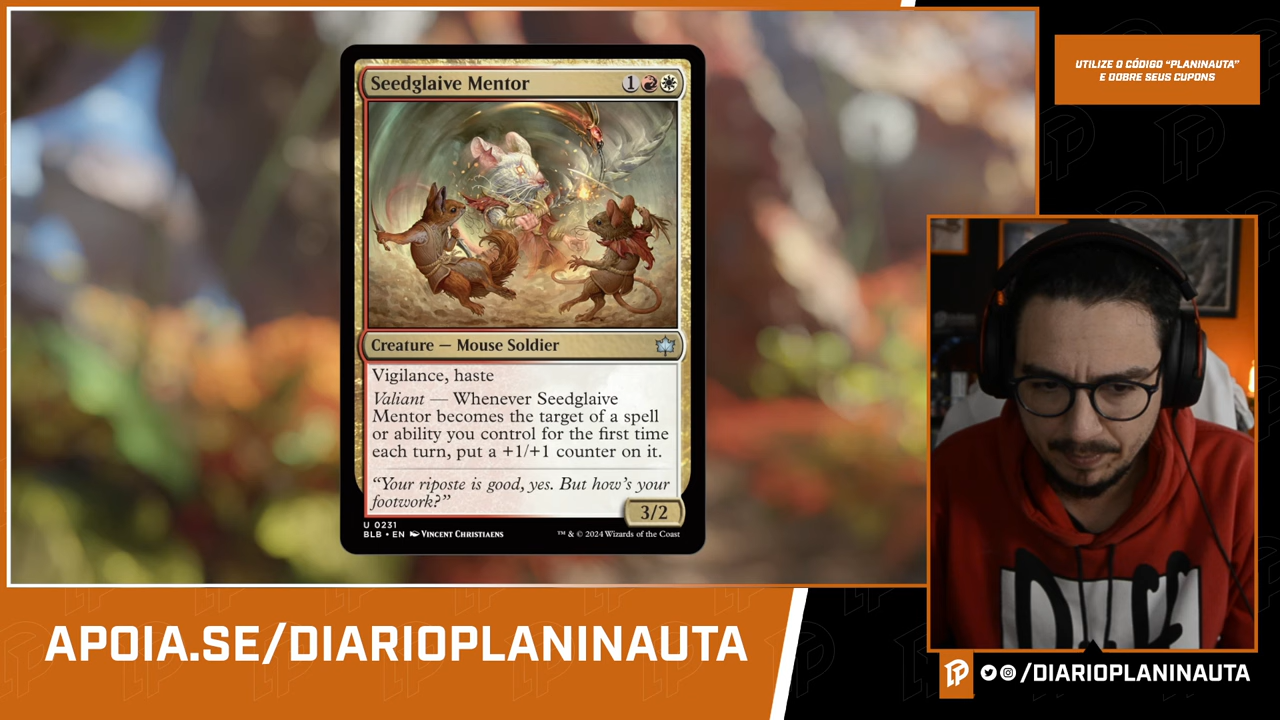 UTILIZE O CÓDIGO “PLANINAUTA”
E DOBRE SEUS CUPONS
Seedglaive Mentor 1
Creature — Mouse Soldier
Vigilance, haste
Valiant — Whenever Seedglaive
Mentor becomes the target of a spell
or ability you control for the first time
each turn, put a +1/+1 counter on it.
“Your riposte is good, yes. But how’s your
footwork?”
3/2
U 0231
BLB • EN Vincent Christiaens
™ & © 2024 Wizards of the Coast
APOIA.SE/DIARIOPLANINAUTA
/DIARIOPLANINAUTA